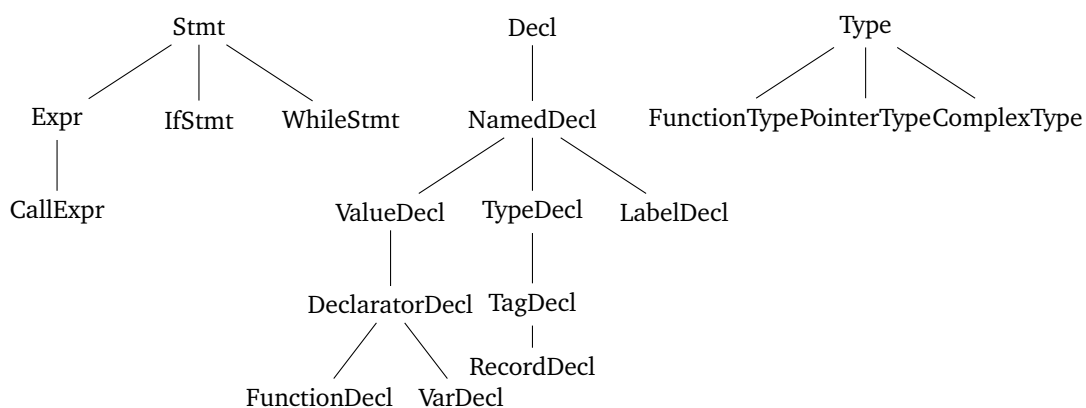 Stmt Decl Type
Expr IfStmt WhileStmt NamedDecl FunctionType PointerType ComplexType
CallExpr ValueDecl TypeDecl LabelDecl
DeclaratorDecl TagDecl
RecordDecl
FunctionDecl VarDecl